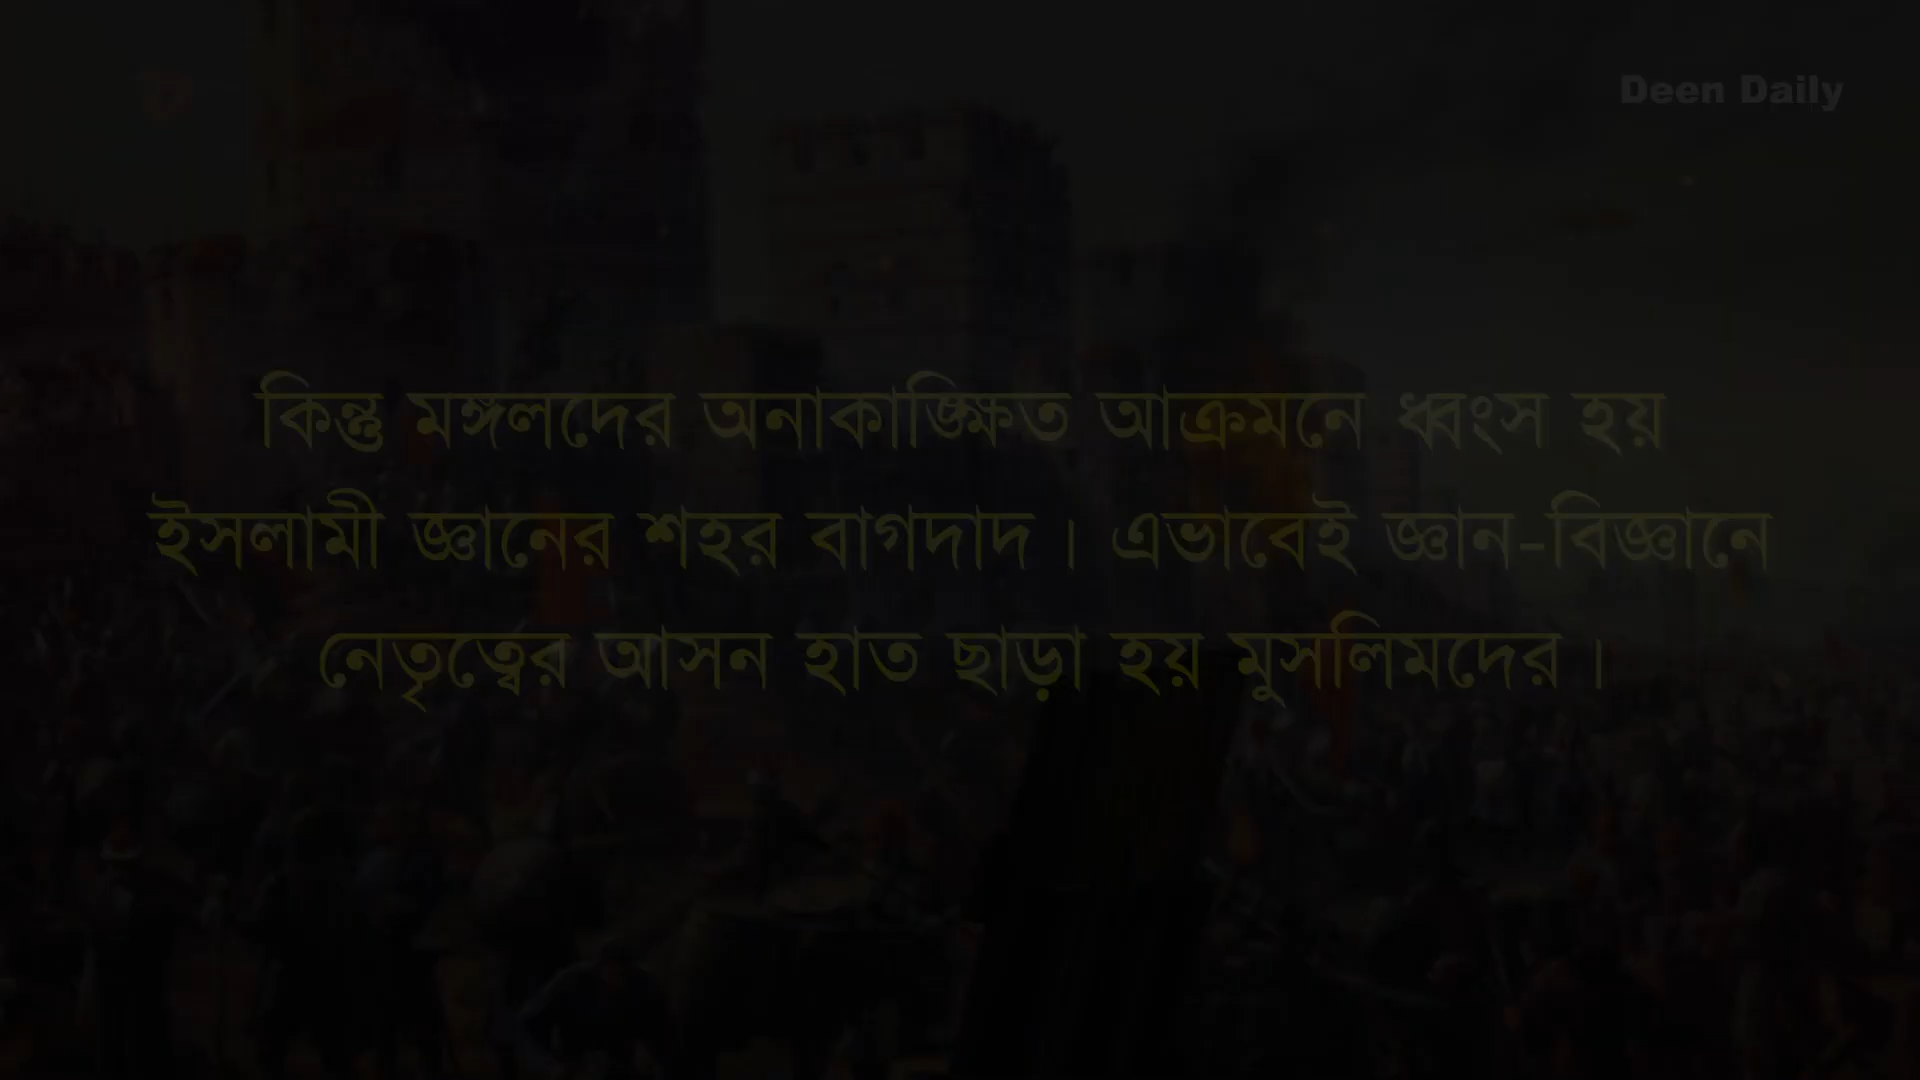 Deen Daily
কিন্তু মঙ্গলদের অনাকাঙ্ক্ষিত আক্রমনে ধ্বংস হয়
ইসলামী জ্ঞানের শহর বাগদাদ । এভাবেই জ্ঞান-বিজ্ঞানে
নেতৃত্বের আসন হাত ছাড়া হয় মুসলিমদের ।